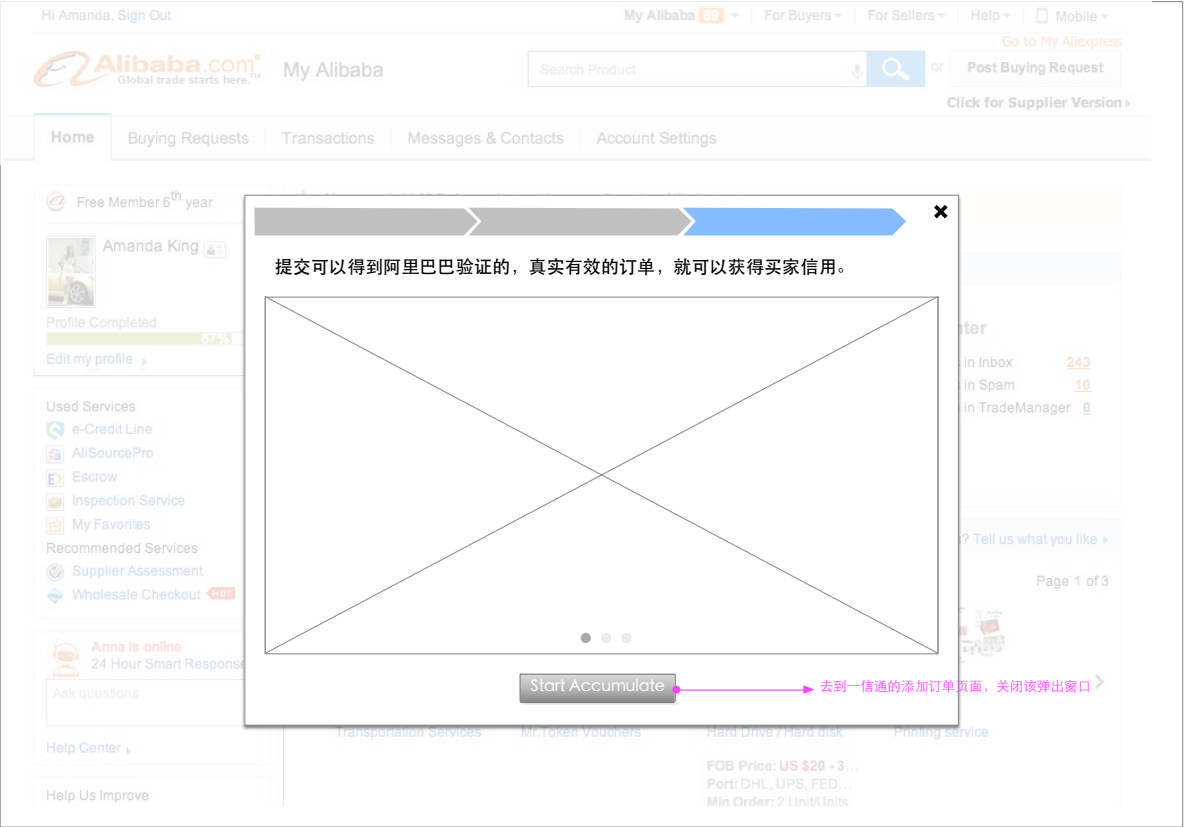 Hi Amanda, Sign Out
My Alibaba 89 For Buyers For Sellers Help Mobile
Go to My Aliexpress
Alibaba.com®
Global trade starts here.™
My Alibaba
Search Product
or
Post Buying Request
Click for Supplier Version
Home Buying Requests Transactions Messages & Contacts Account Settings
Free Member 6th year
Amanda King
Profile Completed
87%
Edit my profile
Used Services
e-Credit Line
AliSourcePro
Escrow
Inspection Service
My Favorites
Recommended Services
Supplier Assessment
Wholesale Checkout HOT
Anna is online
24 Hour Smart Response
Ask questions
Help Center
Help Us Improve
提交可以得到阿里巴巴验证的，真实有效的订单，就可以获得买家信用。
Start Accumulate
去到一信通的添加订单页面，关闭该弹出窗口
in Inbox 243
in Spam 10
in TradeManager 0
? Tell us what you like
Page 1 of 3
Transportation Services Mr.Token Vouchers Hard Drive / Hard disk Printing service
FOB Price: US $20 - 3...
Port: DHL, UPS, FED...
Min Order: 2 Unit/Units